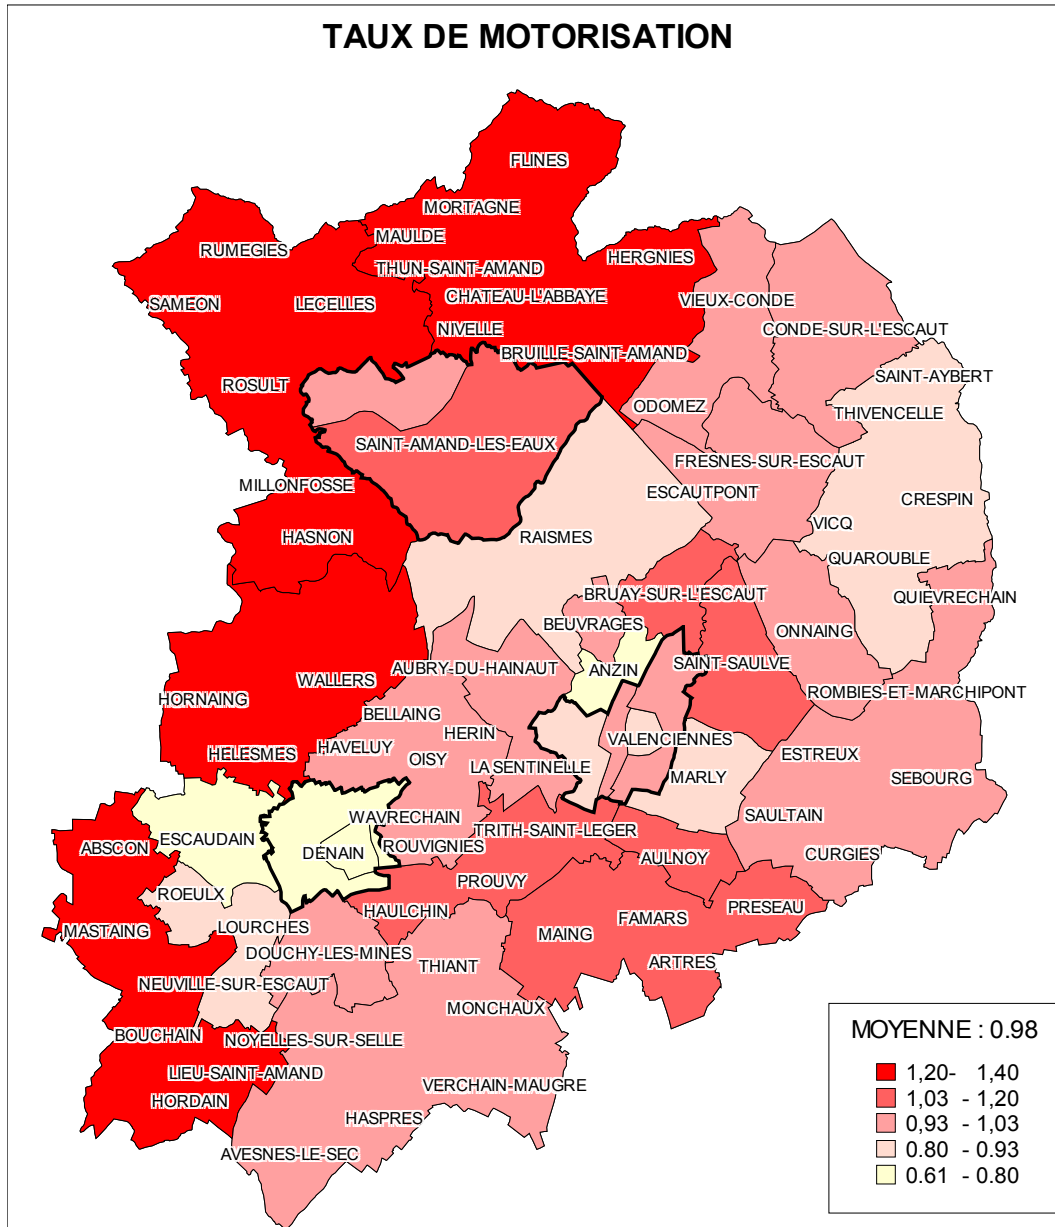 TAUX DE MOTORISATION
FLINES
MORTAGNE
MAULDE
RUMEGIES
HERGNIES
THUN-SAINT-AMAND
CHATEAU-L'ABBAYE
SAMEON
LECELLES
VIEUX-CONDE
NIVELLE
CONDE-SUR-L'ESCAUT
BRUILLE-SAINT-AMAND
SAINT-AYBERT
ROSULT
ODOMEZ
THIVENCELLE
SAINT-AMAND-LES-EAUX
FRESNES-SUR-ESCAUT
MILLONFOSSE
ESCAUTPONT
CRESPIN
VICQ
HASNON
RAISMES
QUAROUBLE
BRUAY-SUR-L'ESCAUT
QUIEVRECHAIN
BEUVRAGES
ONNAING
AUBRY-DU-HAINAUT
ANZIN
SAINT-SAULVE
WALLERS
ROMBIES-ET-MARCHIPONT
HORNAING
BELLAING
HERIN
VALENCIENNES
HAVELUY
HELESMES
OISY
ESTREUX
LA SENTINELLE
MARLY
SEBOURG
WAVRECHAIN
SAULTAIN
TRITH-SAINT-LEGER
ESCAUDAIN
ABSCON
DENAIN
ROUVIGNIES
CURGIES
AULNOY
PROUVY
ROEULX
HAULCHIN
PRESEAU
FAMARS
LOURCHES
MASTAING
MAING
DOUCHY-LES-MINES
THIANT
ARTRES
NEUVILLE-SUR-ESCAUT
MONCHAUX
BOUCHAIN
NOYELLES-SUR-SELLE
LIEU-SAINT-AMAND
VERCHAIN-MAUGRE
HORDAIN
HASPRES
AVESNES-LE-SEC
MOYENNE : 0.98
1,20- 1,40
1,03 - 1,20
0,93 - 1,03
0.80 - 0.93
0.61 - 0.80